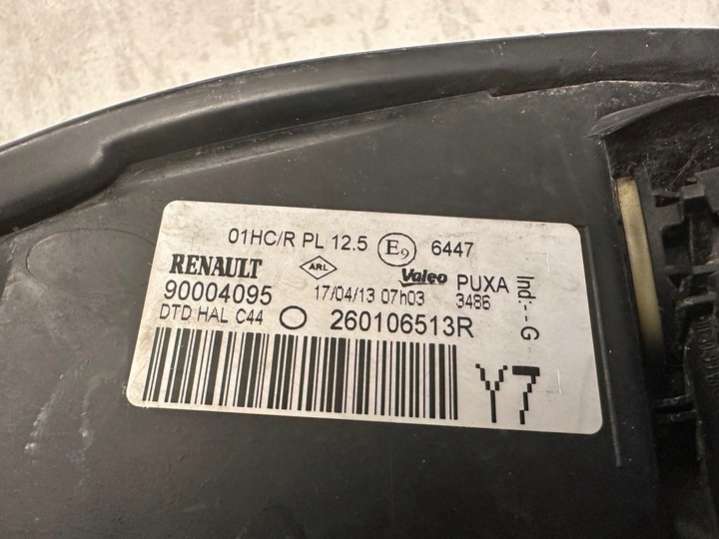 01HC/R PL 12.5 E9 6447
RENAULT ARL Valeo PUXA
90004095 17/04/13 07h03 3486
DTD HAL C44 260106513R
Ind:--G
Y7